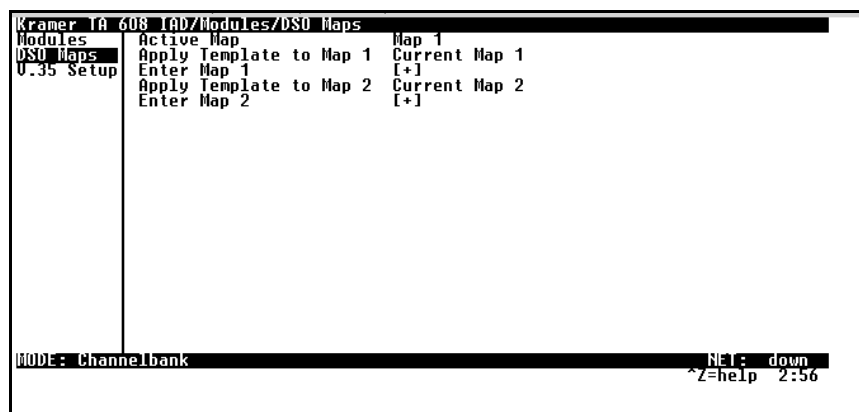 Kramer TA 608 IAD/Modules/DS0 Maps
Modules Active Map Map 1
DS0 Maps Apply Template to Map 1 Current Map 1
V.35 Setup Enter Map 1 [+]
Apply Template to Map 2 Current Map 2
Enter Map 2 [+]
MODE: Channelbank NET: down
^Z=help 2:56